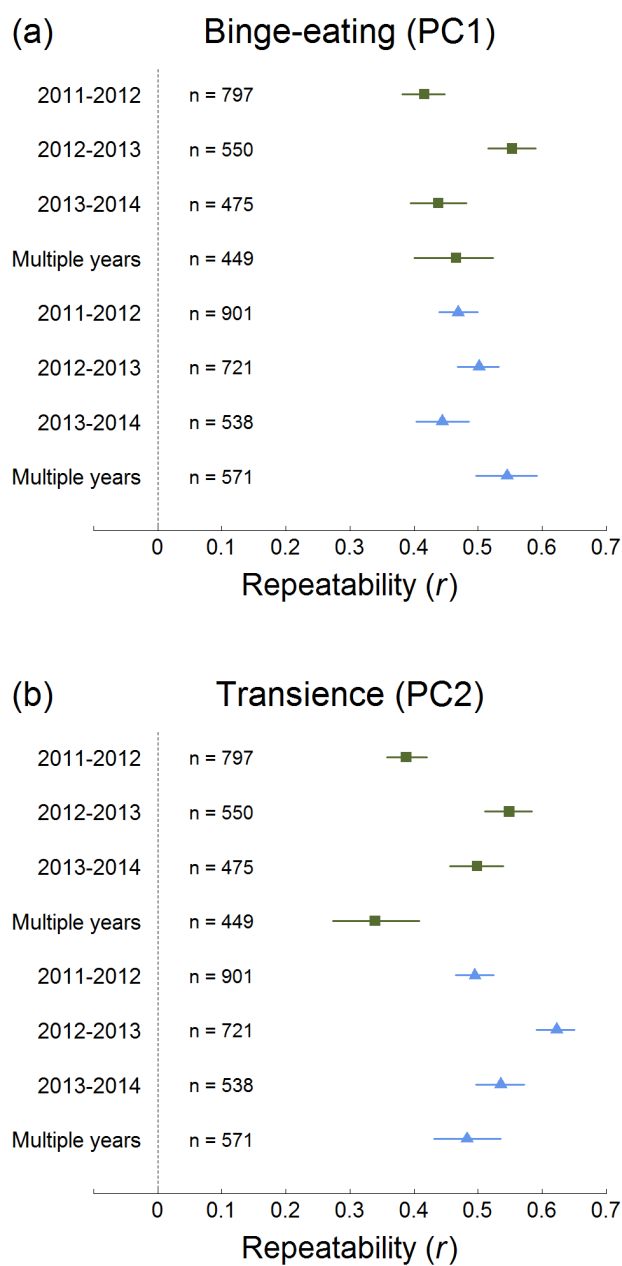 (a) Binge-eating (PC1)
2011-2012 n = 797
2012-2013 n = 550
2013-2014 n = 475
Multiple years n = 449
2011-2012 n = 901
2012-2013 n = 721
2013-2014 n = 538
Multiple years n = 571
0 0.1 0.2 0.3 0.4 0.5 0.6 0.7
Repeatability (r)
(b) Transience (PC2)
2011-2012 n = 797
2012-2013 n = 550
2013-2014 n = 475
Multiple years n = 449
2011-2012 n = 901
2012-2013 n = 721
2013-2014 n = 538
Multiple years n = 571
0 0.1 0.2 0.3 0.4 0.5 0.6 0.7
Repeatability (r)